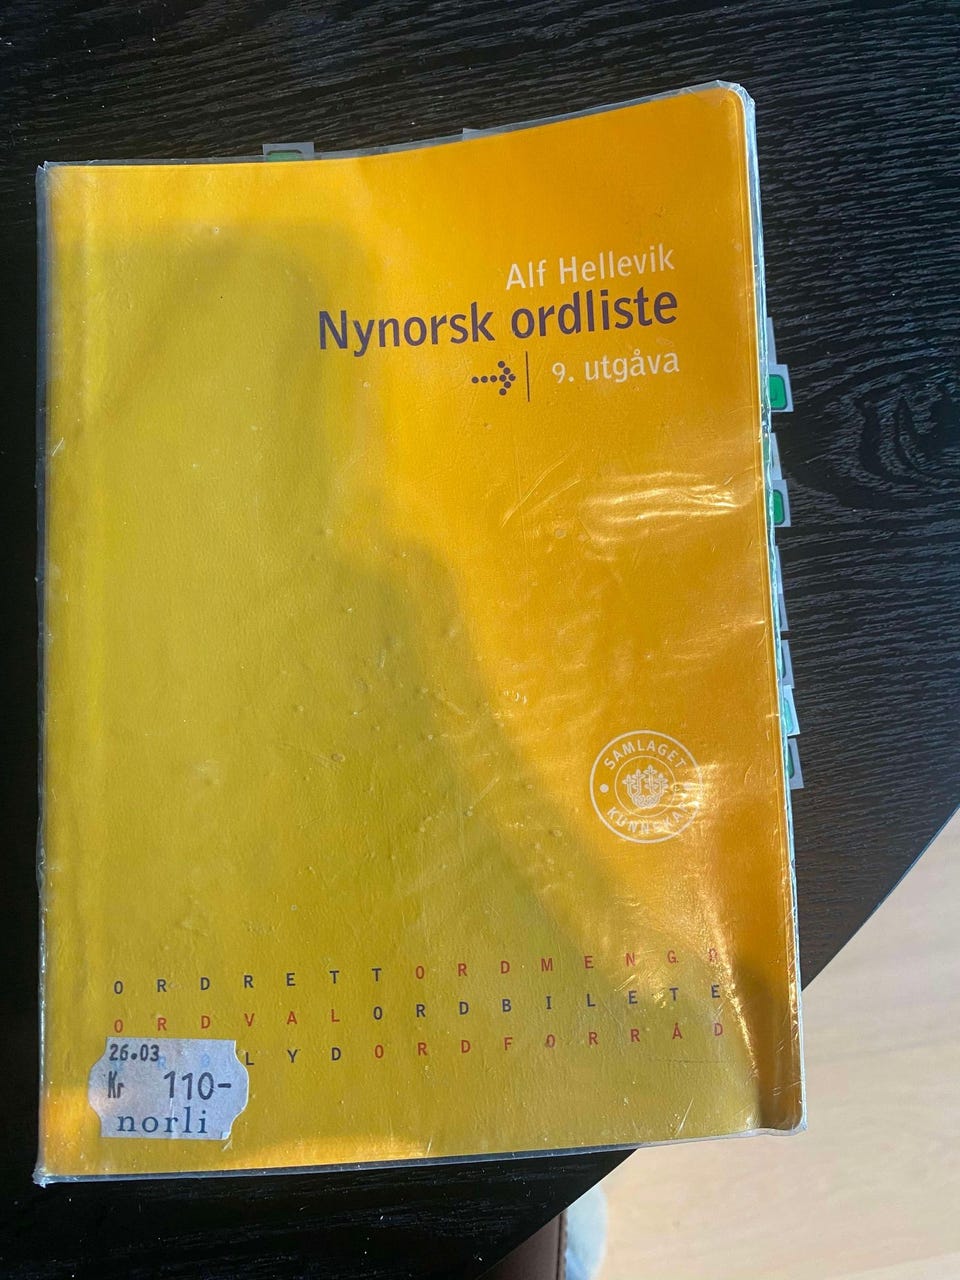 Alf Hellevik
Nynorsk ordliste
9. utgåva
SAMLAGET
KUNNSKAP
ORDRETTORDMENGD
ORDVALORDBILETE
LYDORDFORRÅD
26.03
Kr 110-
norli